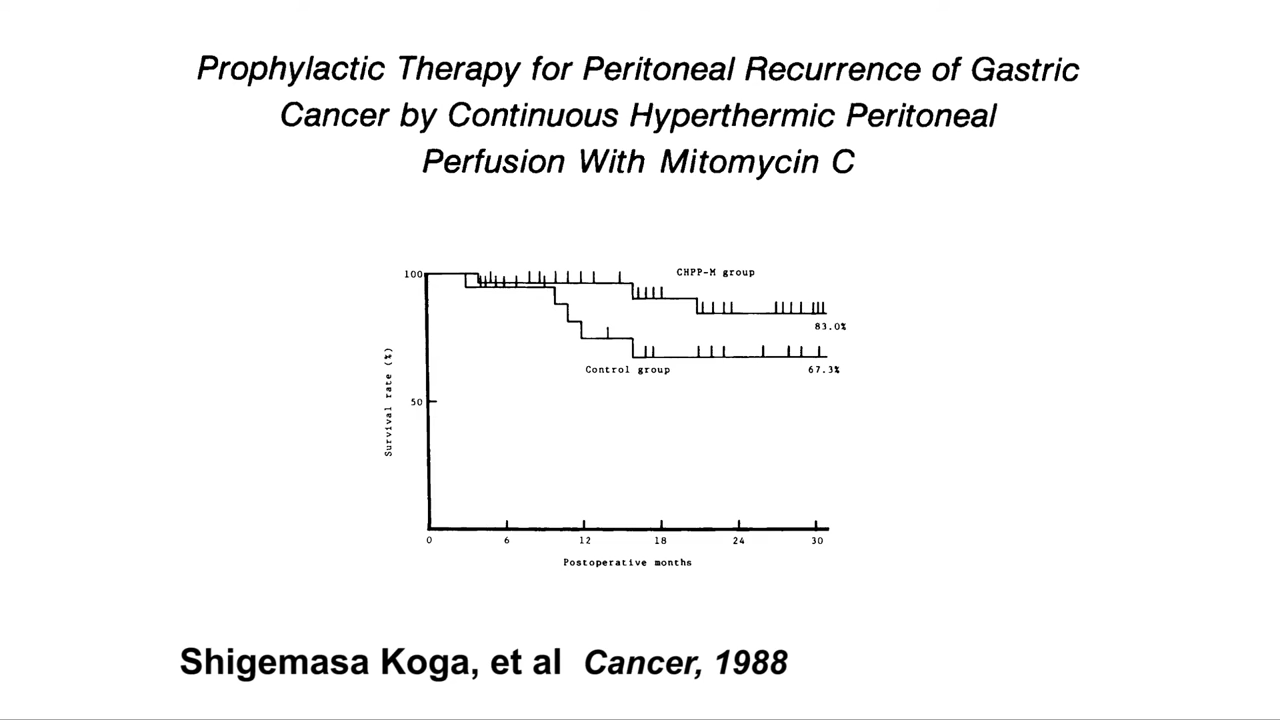 Prophylactic Therapy for Peritoneal Recurrence of Gastric
Cancer by Continuous Hyperthermic Peritoneal
Perfusion With Mitomycin C
100
CHPP-M group
83.0%
Control group
67.3%
Survival rate (%)
50
0 6 12 18 24 30
Postoperative months
Shigemasa Koga, et al Cancer, 1988